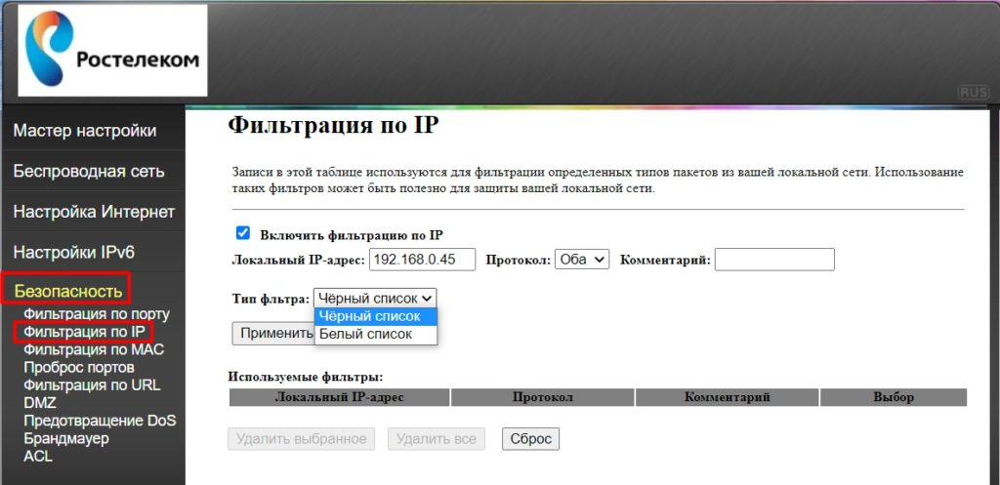 Ростелеком
RUS
Мастер настройки
Беспроводная сеть
Настройка Интернет
Настройки IPv6
Безопасность
Фильтрация по порту
Фильтрация по IP
Фильтрация по MAC
Проброс портов
Фильтрация по URL
DMZ
Предотвращение DoS
Брандмауер
ACL
Фильтрация по IP
Записи в этой таблице используются для фильтрации определенных типов пакетов из вашей локальной сети. Использование
таких фильтров может быть полезно для защиты вашей локальной сети.
Включить фильтрацию по IP
Локальный IP-адрес: 192.168.0.45 Протокол: Оба Комментарий:
Тип фльтра: Чёрный список
Чёрный список
Белый список
Применить
Используемые фильтры:
Локальный IP-адрес Протокол Комментарий Выбор
Удалить выбранное Удалить все Сброс